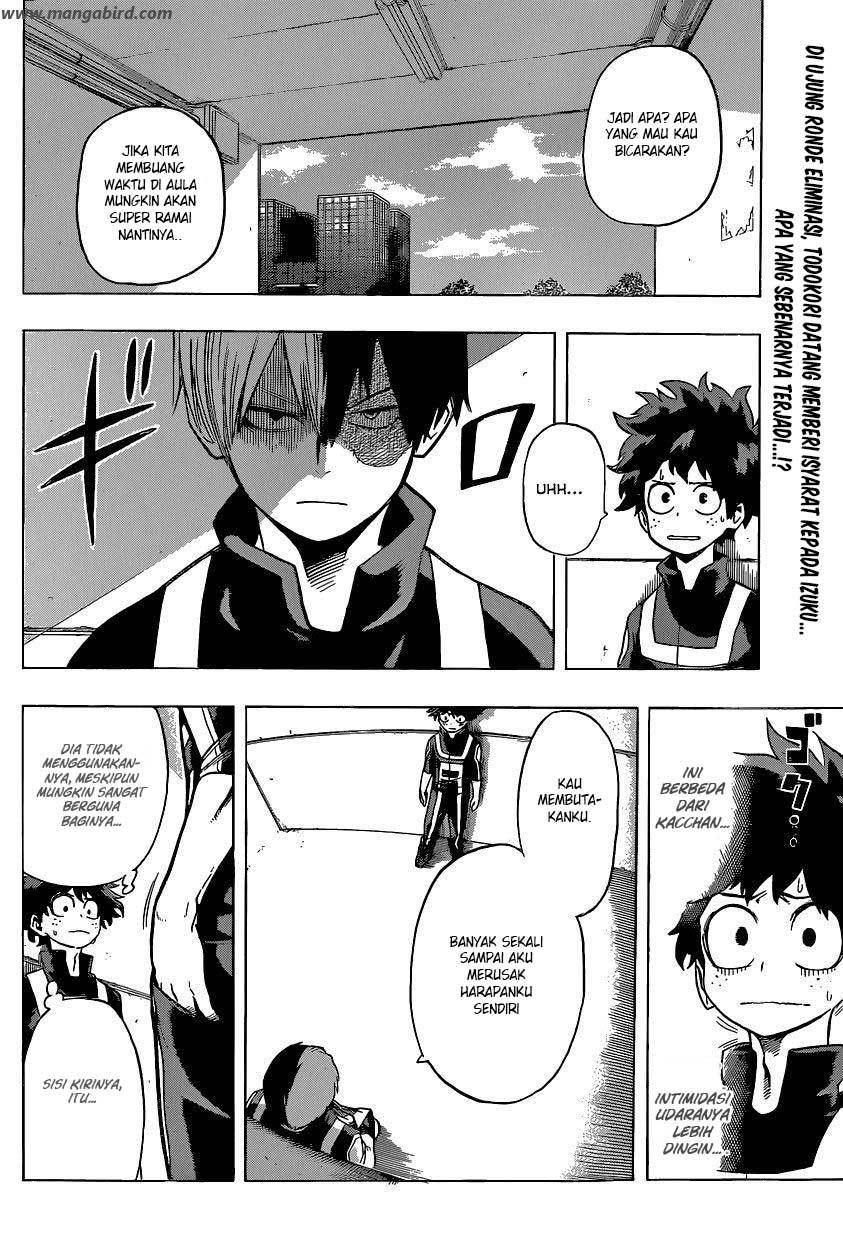 www.mangabird.com
DI UJUNG RONDE ELIMINASI, TODOKORI DATANG MEMBERI ISYARAT KEPADA IZUKU...
APA YANG SEBENARNYA TERJADI....!?
JADI APA? APA
YANG MAU KAU
BICARAKAN?
JIKA KITA
MEMBUANG
WAKTU DI AULA
MUNGKIN AKAN
SUPER RAMAI
NANTINYA..
UHH...
ゴ
ゴク...
INI
BERBEDA
DARI
KACCHAN...
INTIMIDASI
UDARANYA
LEBIH
DINGIN...
KAU
MEMBUTA-
KANKU.
BANYAK SEKALI
SAMPAI AKU
MERUSAK
HARAPANKU
SENDIRI
DIA TIDAK
MENGGUNAKAN-
NYA, MESKIPUN
MUNGKIN SANGAT
BERGUNA
BAGINYA...
SISI KIRINYA,
ITU...